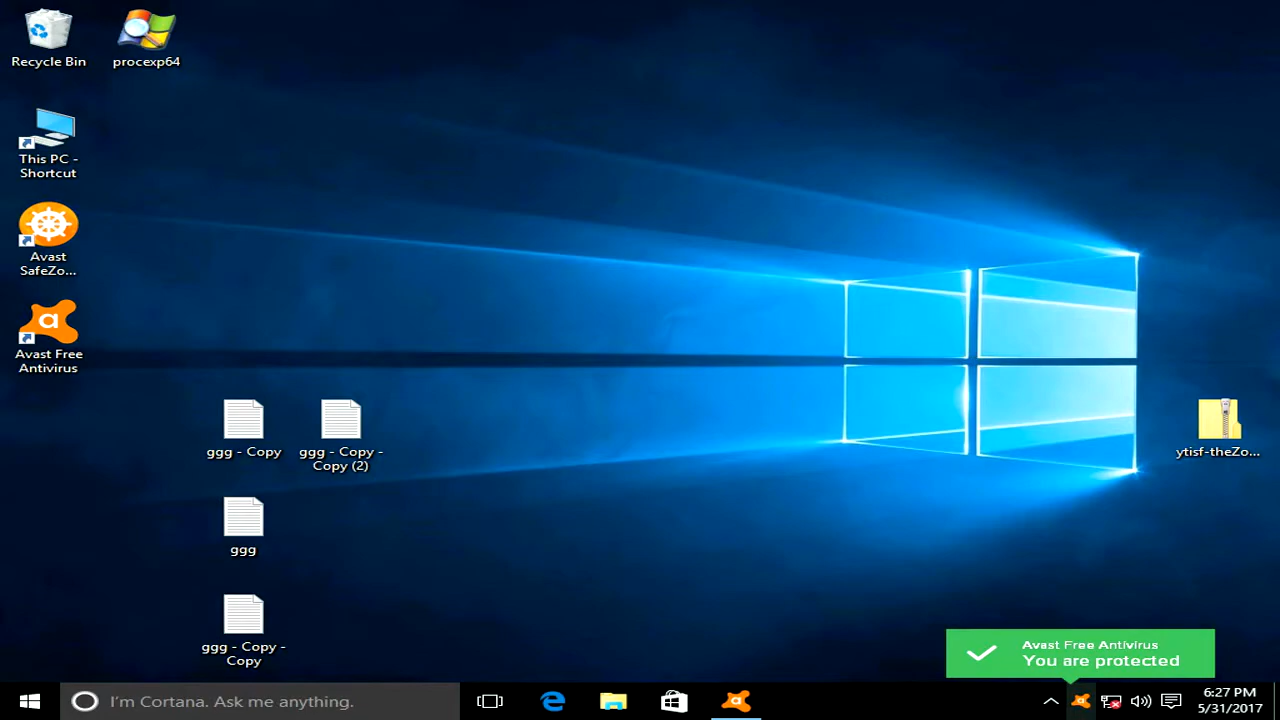 Recycle Bin
procexp64
This PC -
Shortcut
Avast
SafeZo...
Avast Free
Antivirus
ggg - Copy
ggg - Copy -
Copy (2)
ytisf-theZo...
ggg
ggg - Copy -
Copy
Avast Free Antivirus
You are protected
I'm Cortana. Ask me anything.
6:27 PM
5/31/2017